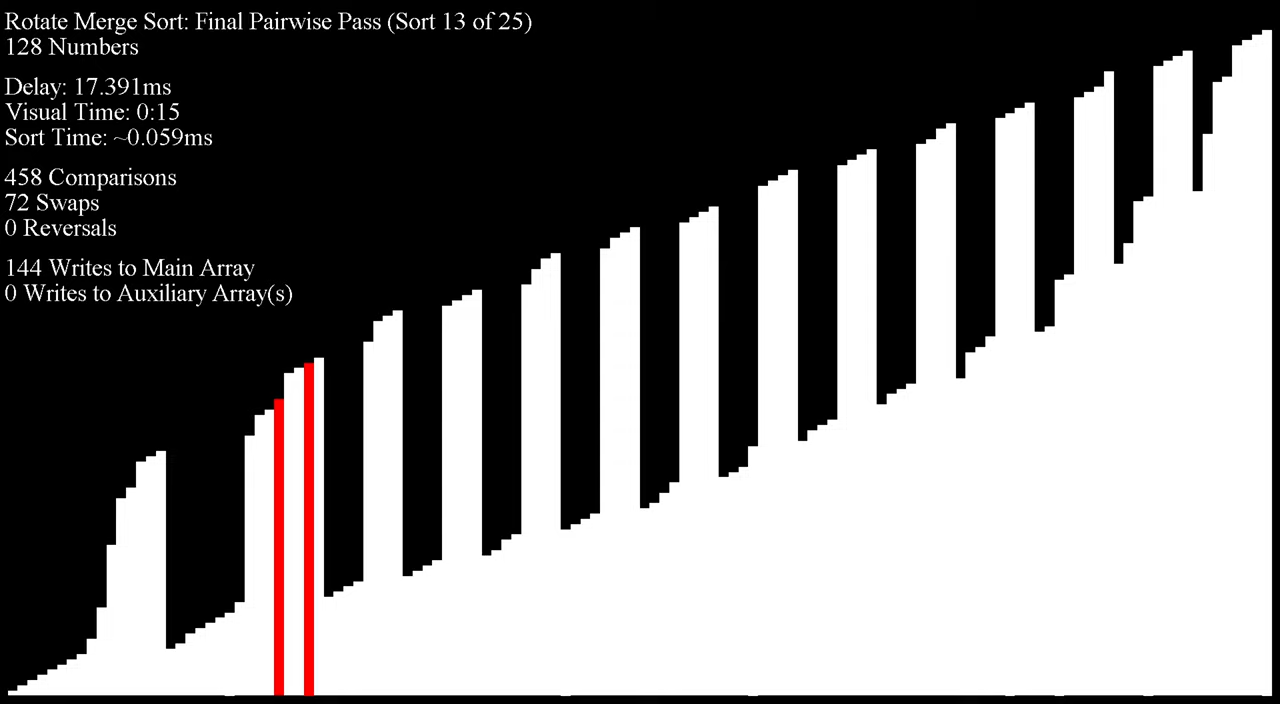 Rotate Merge Sort: Final Pairwise Pass (Sort 13 of 25)
128 Numbers
Delay: 17.391ms
Visual Time: 0:15
Sort Time: ~0.059ms
458 Comparisons
72 Swaps
0 Reversals
144 Writes to Main Array
0 Writes to Auxiliary Array(s)